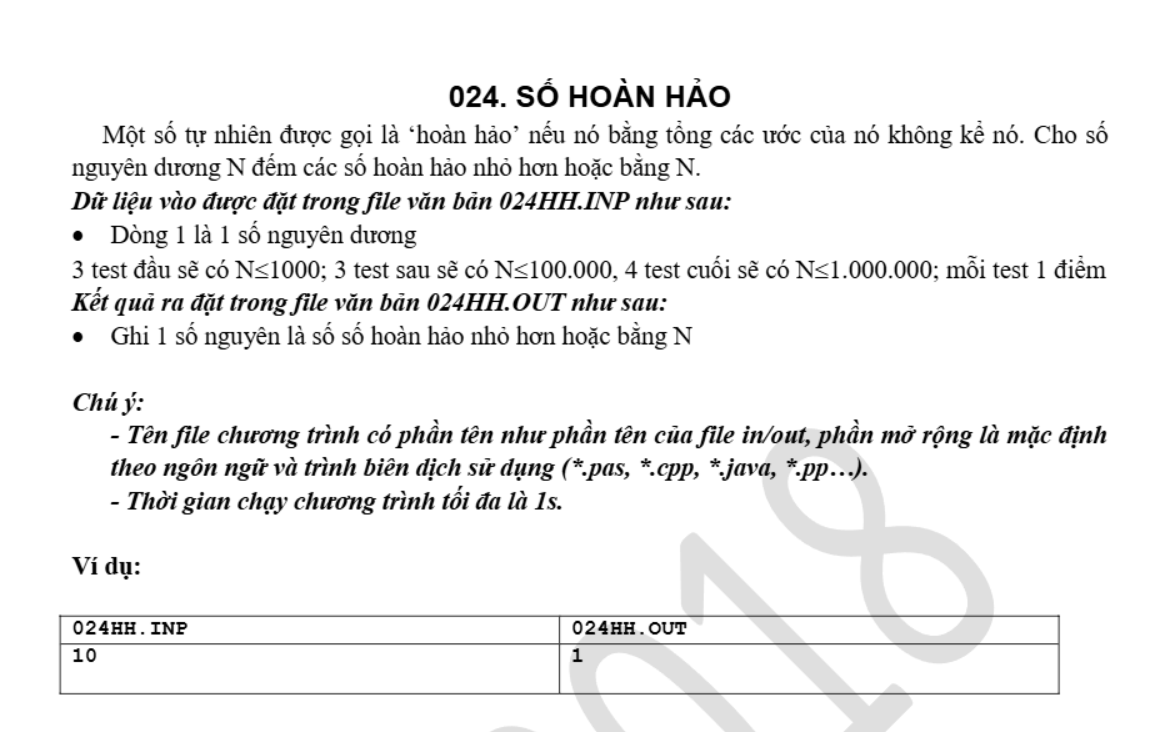 024. SỐ HOÀN HẢO
Một số tự nhiên được gọi là ‘hoàn hảo’ nếu nó bằng tổng các ước của nó không kể nó. Cho số
nguyên dương N đếm các số hoàn hảo nhỏ hơn hoặc bằng N.
Dữ liệu vào được đặt trong file văn bản 024HH.INP như sau:
• Dòng 1 là 1 số nguyên dương
3 test đầu sẽ có N≤1000; 3 test sau sẽ có N≤100.000, 4 test cuối sẽ có N≤1.000.000; mỗi test 1 điểm
Kết quả ra đặt trong file văn bản 024HH.OUT như sau:
• Ghi 1 số nguyên là số số hoàn hảo nhỏ hơn hoặc bằng N
Chú ý:
- Tên file chương trình có phần tên như phần tên của file in/out, phần mở rộng là mặc định
theo ngôn ngữ và trình biên dịch sử dụng (*.pas, *.cpp, *.java, *.pp…).
- Thời gian chạy chương trình tối đa là 1s.
Ví dụ:
024HH.INP 024HH.OUT
10 1
018